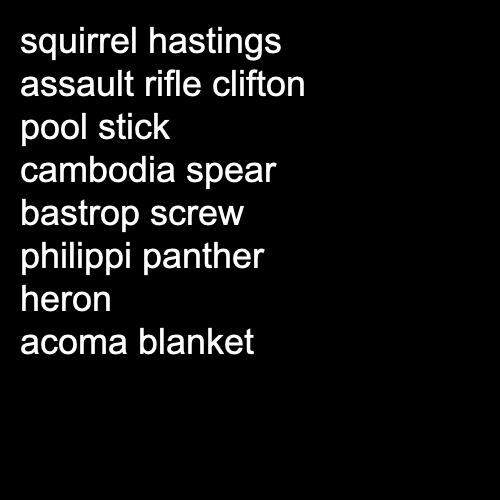 squirrel hastings
assault rifle clifton
pool stick
cambodia spear
bastrop screw
philippi panther
heron
acoma blanket